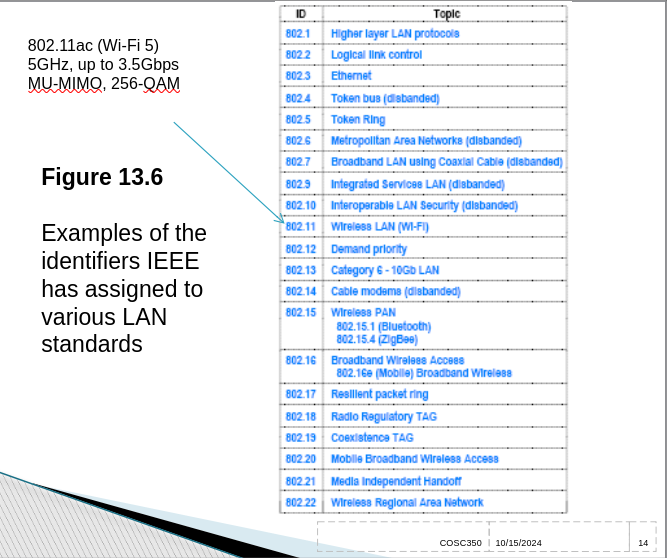 802.11ac (Wi-Fi 5)
5GHz, up to 3.5Gbps
MU-MIMO, 256-QAM
Figure 13.6
Examples of the
identifiers IEEE
has assigned to
various LAN
standards
ID Topic
802.1 Higher layer LAN protocols
802.2 Logical link control
802.3 Ethernet
802.4 Token bus (disbanded)
802.5 Token Ring
802.6 Metropolitan Area Networks (disbanded)
802.7 Broadband LAN using Coaxial Cable (disbanded)
802.9 Integrated Services LAN (disbanded)
802.10 Interoperable LAN Security (disbanded)
802.11 Wireless LAN (Wi-Fi)
802.12 Demand priority
802.13 Category 6 - 10Gb LAN
802.14 Cable modems (disbanded)
802.15 Wireless PAN
802.15.1 (Bluetooth)
802.15.4 (ZigBee)
802.16 Broadband Wireless Access
802.16e (Mobile) Broadband Wireless
802.17 Resilient packet ring
802.18 Radio Regulatory TAG
802.19 Coexistence TAG
802.20 Mobile Broadband Wireless Access
802.21 Media Independent Handoff
802.22 Wireless Regional Area Network
COSC350 10/15/2024 14